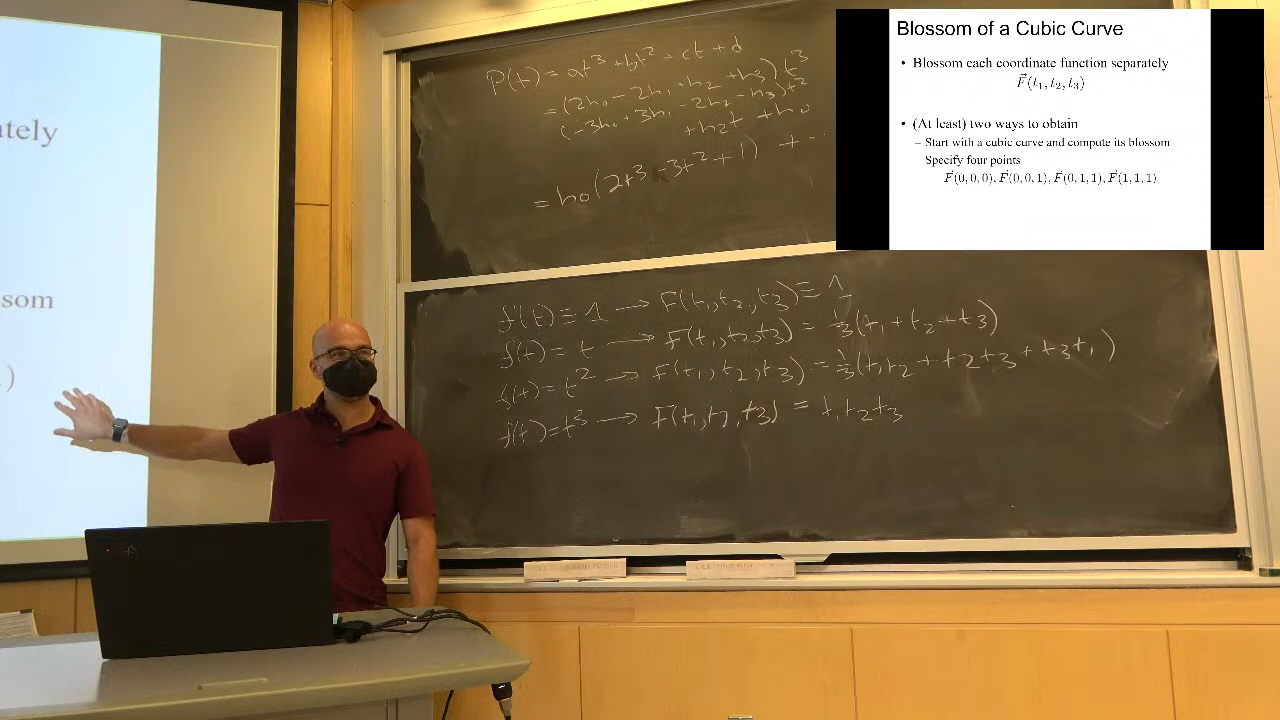 ately
ssom
)
P(t) = at³ + bt² + ct + d
= (2h₀ - 2h₁ + h₂ + h₃) t³
(-3h₀ + 3h₁ - 2h₂ - h₃) t²
+ h₂t + h₀
= h₀(2t³ - 3t² + 1) + ...
f(t) ≡ 1 → F(t₁, t₂, t₃) ≡ 1
f(t) = t → F(t₁, t₂, t₃) = 1/3 (t₁ + t₂ + t₃)
f(t) = t² → F(t₁, t₂, t₃) = 1/3 (t₁t₂ + t₂t₃ + t₃t₁)
f(t) = t³ → F(t₁, t₂, t₃) = t₁t₂t₃
Blossom of a Cubic Curve
• Blossom each coordinate function separately
F⃗(t₁, t₂, t₃)
• (At least) two ways to obtain
– Start with a cubic curve and compute its blossom
Specify four points
F⃗(0, 0, 0), F⃗(0, 0, 1), F⃗(0, 1, 1), F⃗(1, 1, 1)